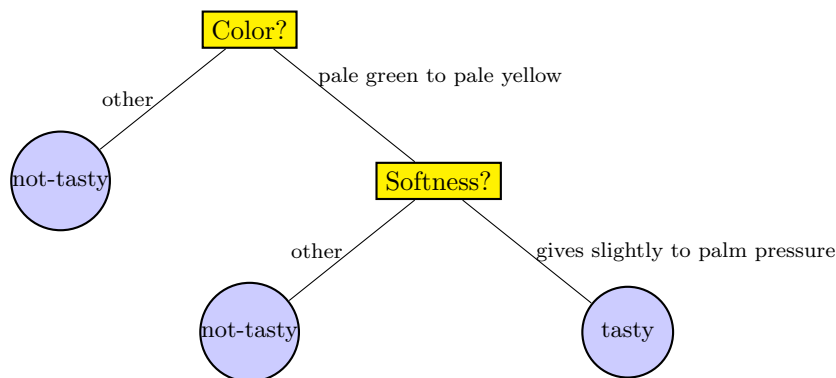 Color?
other
pale green to pale yellow
not-tasty
Softness?
other
gives slightly to palm pressure
not-tasty
tasty